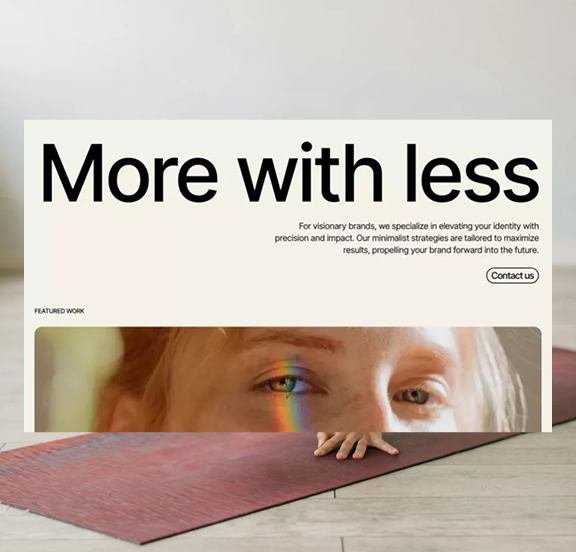 More with less
For visionary brands, we specialize in elevating your identity with
precision and impact. Our minimalist strategies are tailored to maximize
results, propelling your brand forward into the future.
Contact us
FEATURED WORK